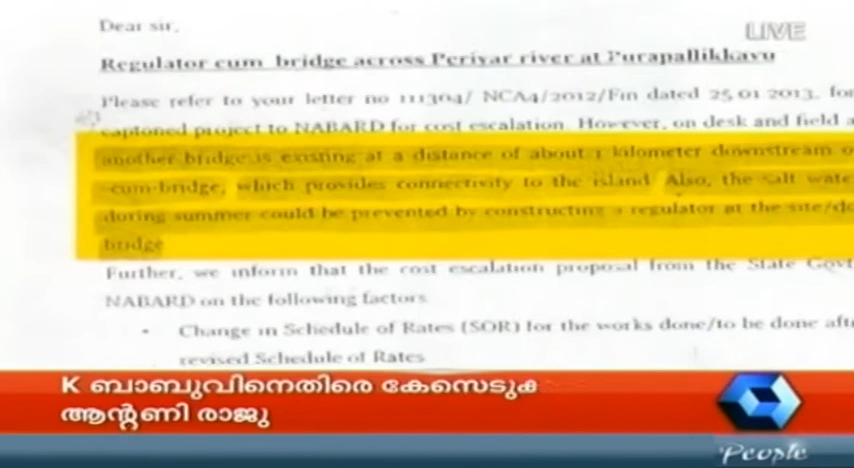 Dear sir,
LIVE
Regulator cum bridge across Periyar river at Purapallikkavu
Please refer to your letter no 111304/ NCA4/2012/Fin dated 25.01.2013, for
captoned project to NABARD for cost escalation. However, on desk and field
another bridge is existing at a distance of about 1 kilometer downstream
-cum-bridge, which provides connectivity to the island Also, the salt
during summer could be prevented by constructing a regulator at the
bridge
Further, we inform that the cost escalation proposal from the State Govt
NABARD on the following factors
• Change in Schedule of Rates (SOR) for the works done/to be done
revised Schedule of Rates
K ബാബുവിനെതിരെ കേസെടുക
ആന്റണി രാജു
People